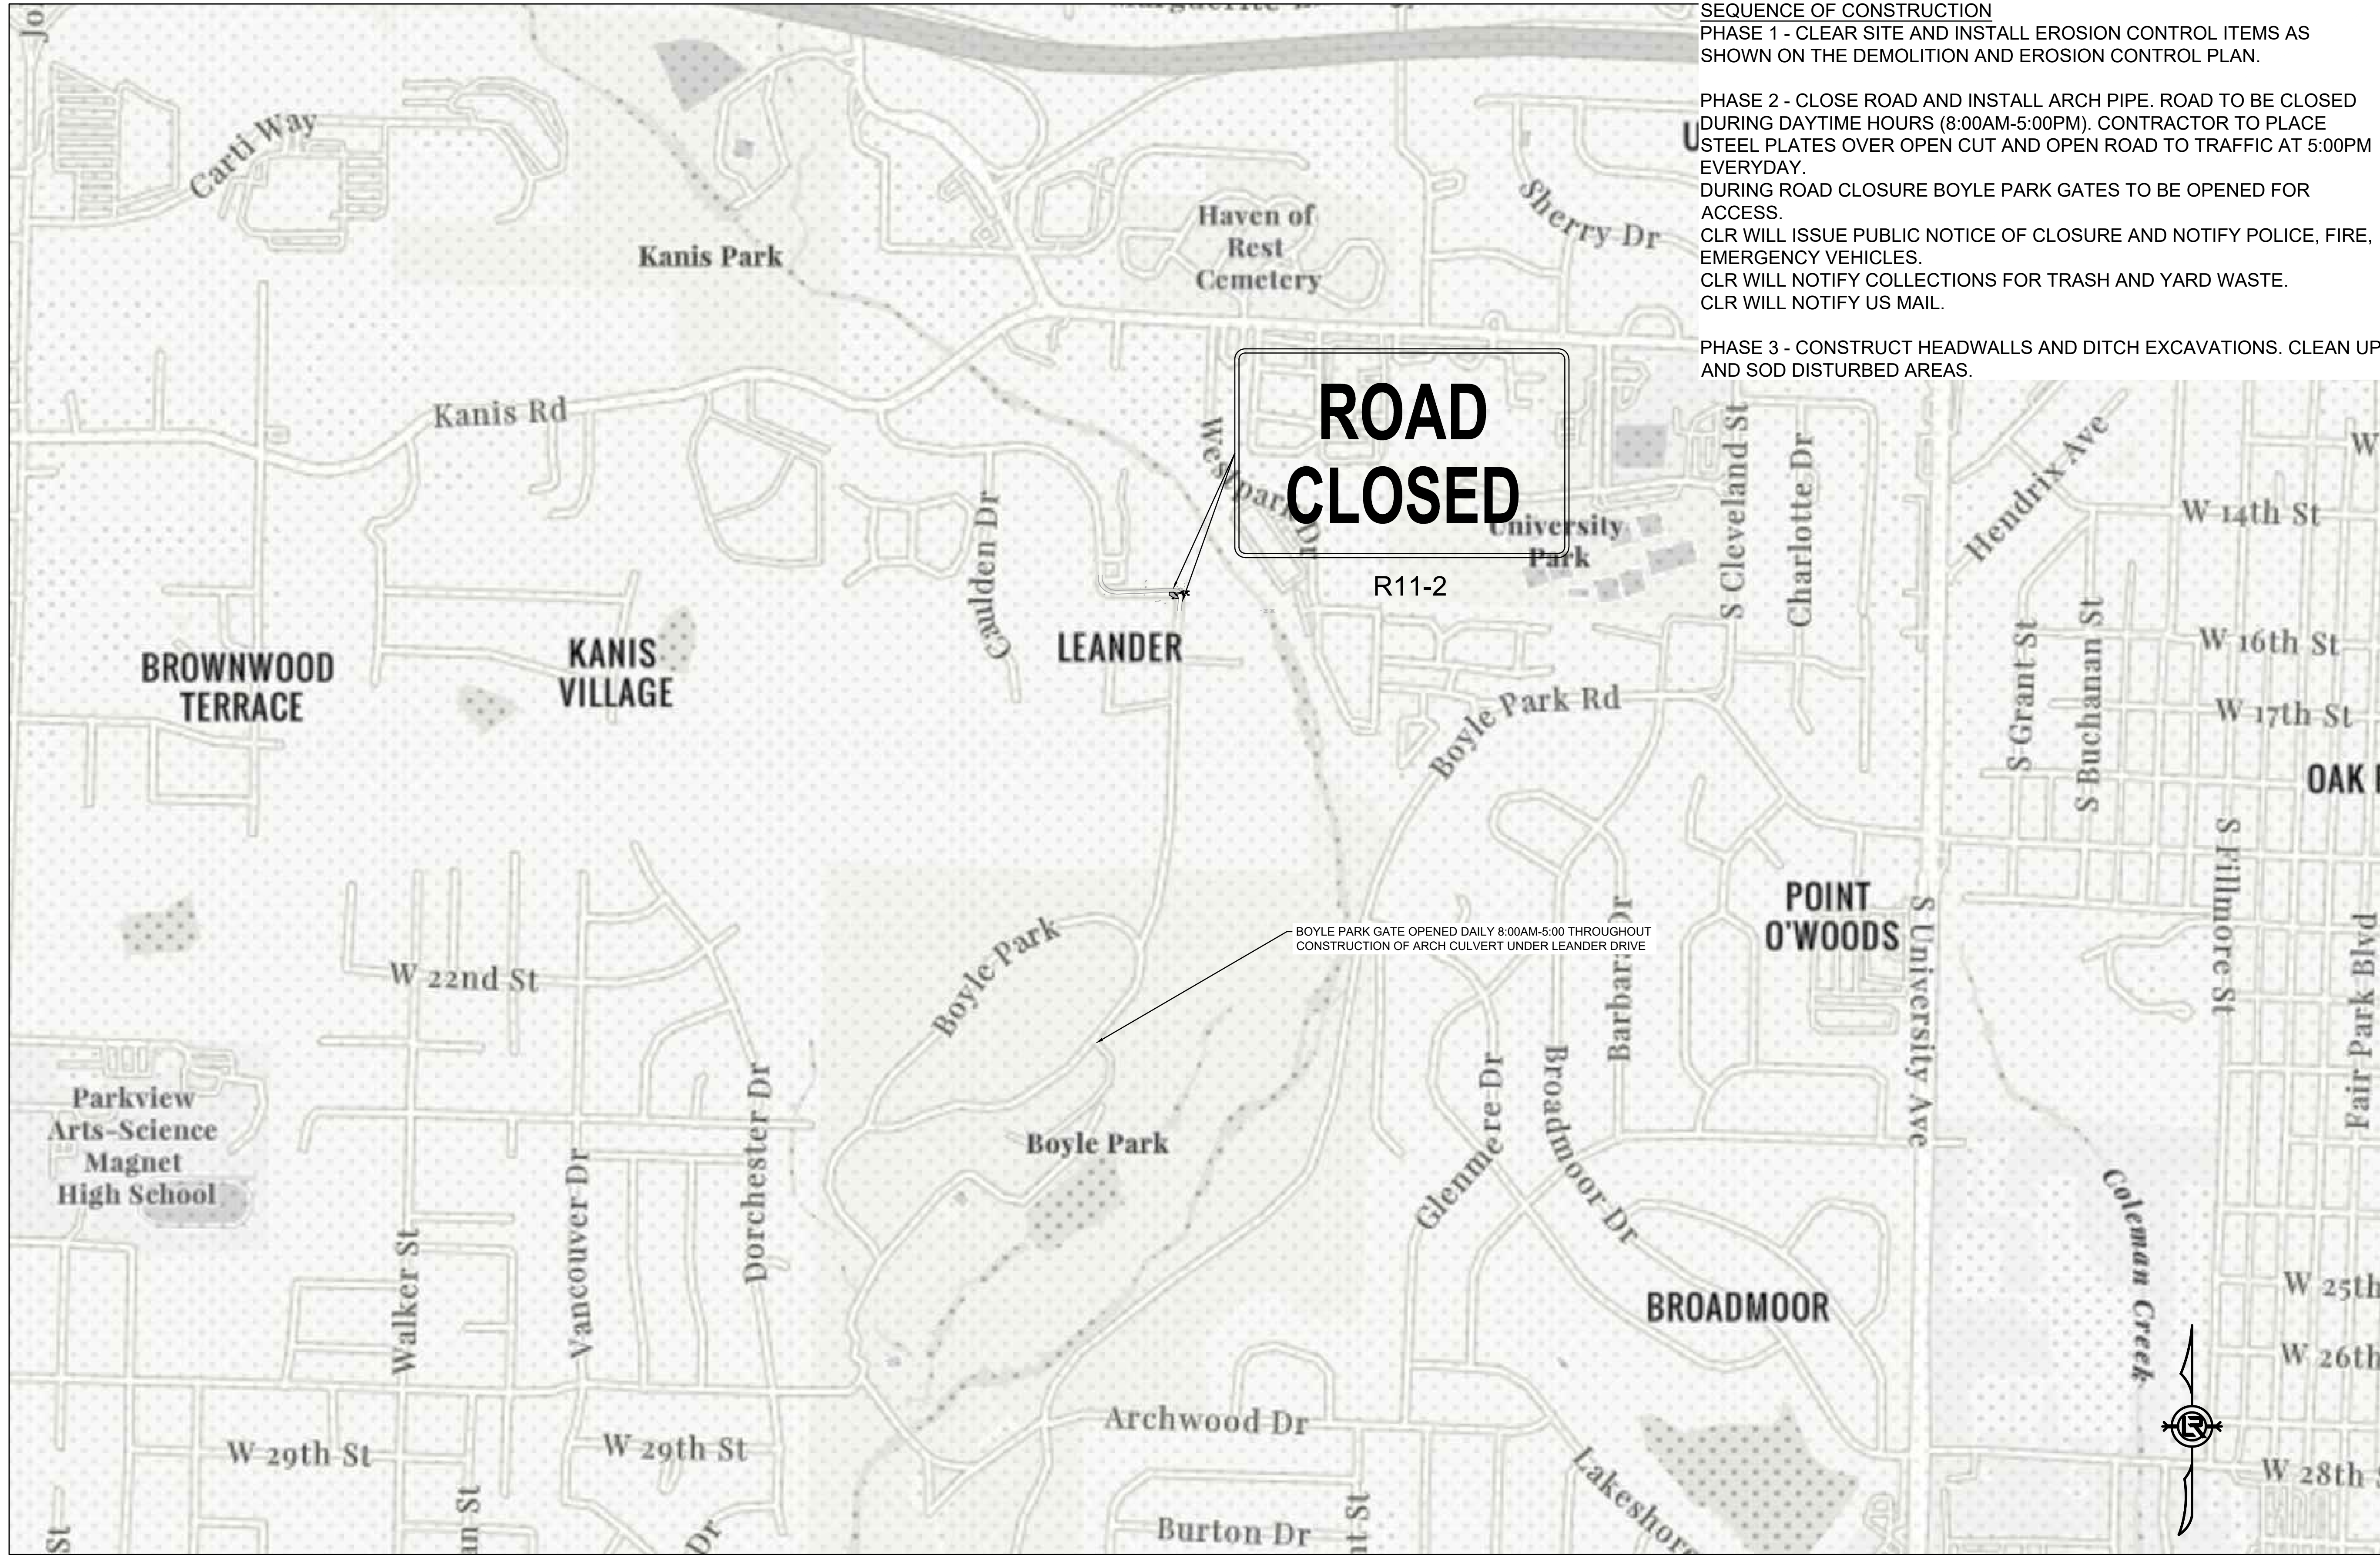 SEQUENCE OF CONSTRUCTION
PHASE 1 - CLEAR SITE AND INSTALL EROSION CONTROL ITEMS AS
SHOWN ON THE DEMOLITION AND EROSION CONTROL PLAN.
PHASE 2 - CLOSE ROAD AND INSTALL ARCH PIPE. ROAD TO BE CLOSED
DURING DAYTIME HOURS (8:00AM-5:00PM). CONTRACTOR TO PLACE
STEEL PLATES OVER OPEN CUT AND OPEN ROAD TO TRAFFIC AT 5:00PM
EVERYDAY.
DURING ROAD CLOSURE BOYLE PARK GATES TO BE OPENED FOR
ACCESS.
CLR WILL ISSUE PUBLIC NOTICE OF CLOSURE AND NOTIFY POLICE, FIRE,
EMERGENCY VEHICLES.
CLR WILL NOTIFY COLLECTIONS FOR TRASH AND YARD WASTE.
CLR WILL NOTIFY US MAIL.
PHASE 3 - CONSTRUCT HEADWALLS AND DITCH EXCAVATIONS. CLEAN UP
AND SOD DISTURBED AREAS.
Carti Way
Kanis Park
Haven of
Rest
Cemetery
Sherry Dr
Kanis Rd
ROAD
CLOSED
R11-2
Westpark Dr
University
Park
S Cleveland St
Charlotte Dr
Hendrix Ave
W 14th St
Caulden Dr
BROWNWOOD
TERRACE
KANIS
VILLAGE
LEANDER
Boyle Park Rd
S Grant St
S Buchanan St
W 16th St
W 17th St
OAK
S Fillmore St
POINT
O'WOODS
S University Ave
Fair Park Blvd
BOYLE PARK GATE OPENED DAILY 8:00AM-5:00 THROUGHOUT
CONSTRUCTION OF ARCH CULVERT UNDER LEANDER DRIVE
Boyle Park
W 22nd St
Barbara Dr
Parkview
Arts-Science
Magnet
High School
Dorchester Dr
Boyle Park
Glenmere Dr
Broadmoor Dr
Walker St
Vancouver Dr
Coleman Creek
BROADMOOR
W 25th
W 26th
Archwood Dr
W 29th St
W 29th St
W 28th
Burton Dr
Dr
St
LR